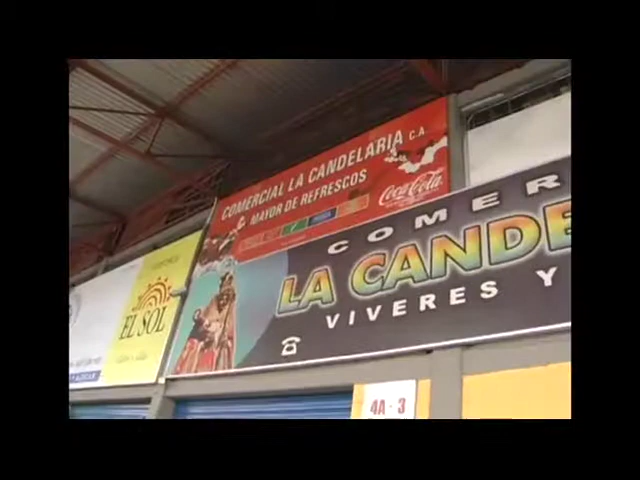 COMERCIAL LA CANDELARIA C.A
MAYOR DE REFRESCOS
Coca-Cola
COMER
LA CANDE
VIVERES Y
EL SOL
4A - 3